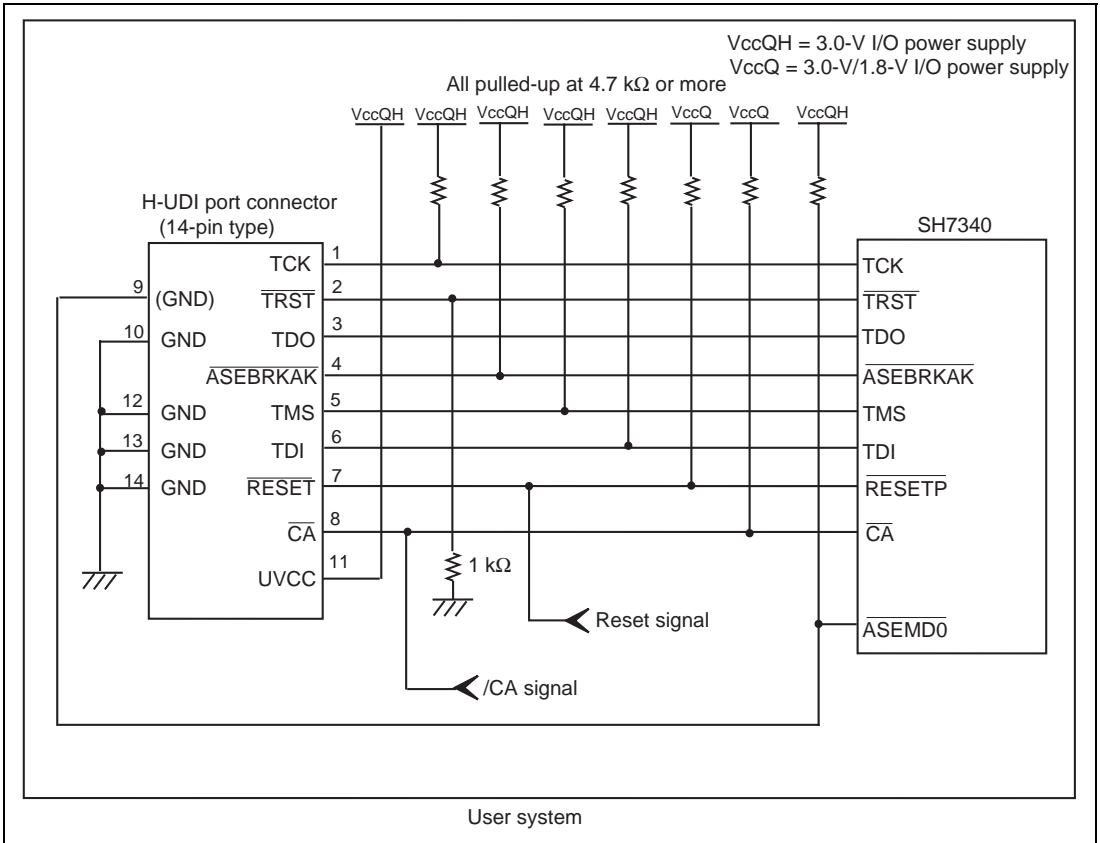 VccQH = 3.0-V I/O power supply
VccQ = 3.0-V/1.8-V I/O power supply
All pulled-up at 4.7 kΩ or more
VccQH VccQH VccQH VccQH VccQH VccQ VccQ VccQH
H-UDI port connector
(14-pin type)
SH7340
TCK 1 TCK
9 (GND) TRST 2 TRST
10 GND TDO 3 TDO
ASEBRKAK 4 ASEBRKAK
12 GND TMS 5 TMS
13 GND TDI 6 TDI
14 GND RESET 7 RESETP
CA 8 CA
UVCC 11
1 kΩ
Reset signal
ASEMD0
/CA signal
User system